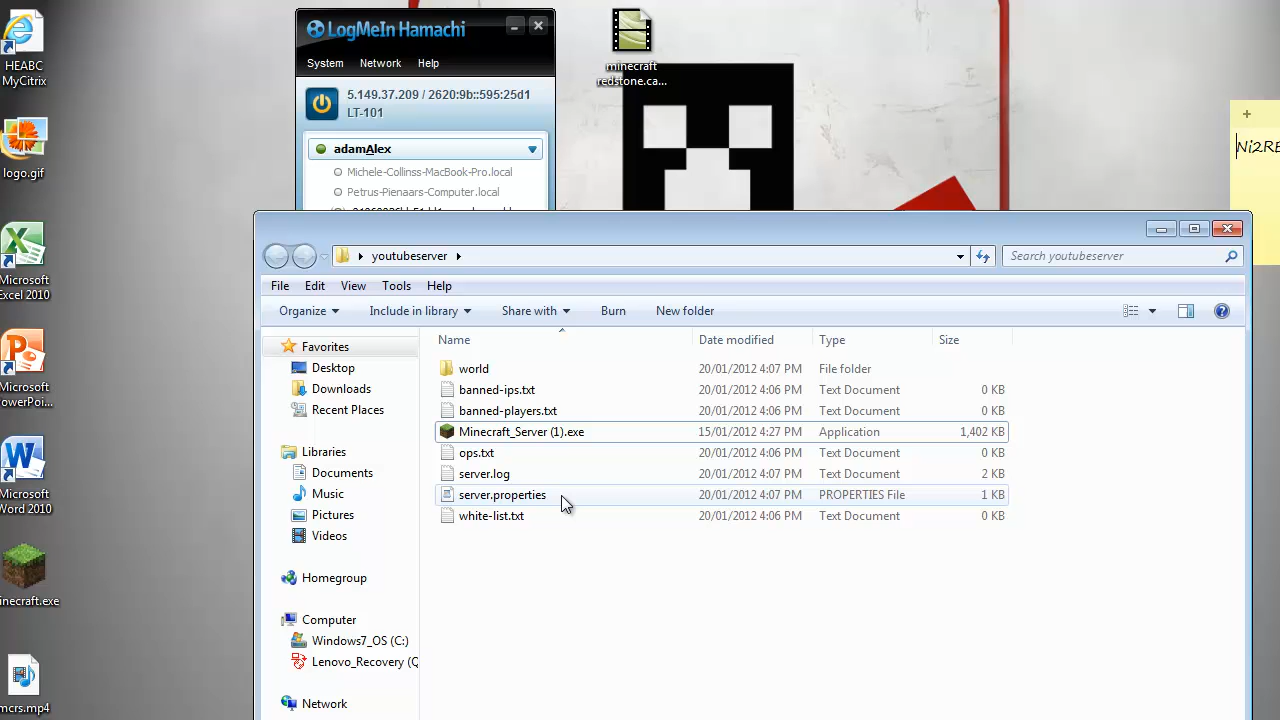 HEABC
MyCitrix
logo.gif
Microsoft
Excel 2010
Microsoft
PowerPoi...
Microsoft
Word 2010
inecraft.exe
mcrs.mp4
LogMeIn Hamachi
System Network Help
5.149.37.209 / 2620:9b::595:25d1
LT-101
adamAlex
Michele-Collinss-MacBook-Pro.local
Petrus-Pienaars-Computer.local
minecraft
redstone.ca...
+
Ni2RE
youtubeserver
Search youtubeserver
File Edit View Tools Help
Organize Include in library Share with Burn New folder
Name Date modified Type Size
world 20/01/2012 4:07 PM File folder
banned-ips.txt 20/01/2012 4:06 PM Text Document 0 KB
banned-players.txt 20/01/2012 4:06 PM Text Document 0 KB
Minecraft_Server (1).exe 15/01/2012 4:27 PM Application 1,402 KB
ops.txt 20/01/2012 4:06 PM Text Document 0 KB
server.log 20/01/2012 4:07 PM Text Document 2 KB
server.properties 20/01/2012 4:07 PM PROPERTIES File 1 KB
white-list.txt 20/01/2012 4:06 PM Text Document 0 KB
Favorites
Desktop
Downloads
Recent Places
Libraries
Documents
Music
Pictures
Videos
Homegroup
Computer
Windows7_OS (C:)
Lenovo_Recovery (Q
Network